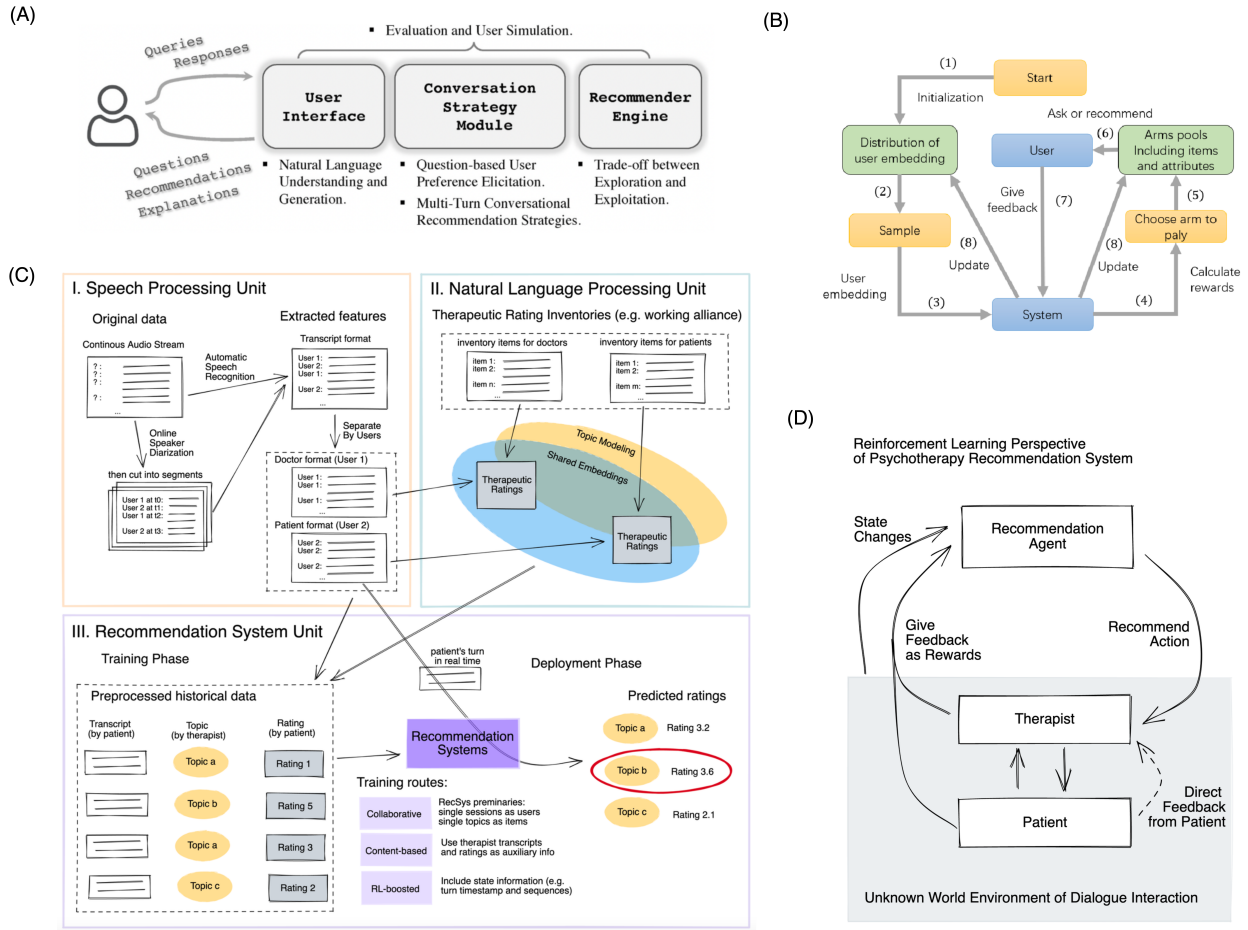 (A)
▪ Evaluation and User Simulation.
Queries
Responses
Questions
Recommendations
Explanations
User
Interface
Conversation
Strategy
Module
Recommender
Engine
▪ Natural Language
Understanding and
Generation.
▪ Question-based User
Preference Elicitation.
▪ Multi-Turn Conversational
Recommendation Strategies.
▪ Trade-off between
Exploration and
Exploitation.
(B)
(1)
Start
Initialization
Ask or recommend
Distribution of
user embedding
User
(6)
Arms pools
Including items
and attributes
(2)
Give
feedback
(7)
(5)
Sample
(8)
(8)
Choose arm to
paly
Update
Update
User
embedding
(3)
System
(4)
Calculate
rewards
(C)
I. Speech Processing Unit
Original data
Extracted features
Continous Audio Stream
? :
? :
? :
? :
...
Automatic
Speech
Recognition
Transcript format
User 1:
User 2:
User 1:
User 2:
...
Online
Speaker
Diarization
Separate
By Users
then cut into segments
User 1 at t0:
User 2 at t1:
User 1 at t2:
User 2 at t3:
Doctor format (User 1)
User 1:
User 1:
User 1:
...
Patient format (User 2)
User 2:
User 2:
User 2:
...
II. Natural Language Processing Unit
Therapeutic Rating Inventories (e.g. working alliance)
inventory items for doctors
item 1:
item 2:
item n:
...
inventory items for patients
item 1:
item 2:
item m:
...
Topic Modeling
Shared Embeddings
Therapeutic
Ratings
Therapeutic
Ratings
III. Recommendation System Unit
Training Phase
patient's turn
in real time
Deployment Phase
Preprocessed historical data
Transcript
(by patient)
Topic
(by therapist)
Rating
(by patient)
Topic a
Rating 1
Topic b
Rating 5
Topic a
Rating 3
Topic c
Rating 2
Recommendation
Systems
Training routes:
Collaborative
RecSys preminaries:
single sessions as users
single topics as items
Content-based
Use therapist transcripts
and ratings as auxiliary info
RL-boosted
Include state information (e.g.
turn timestamp and sequences)
Predicted ratings
Topic a
Rating 3.2
Topic b
Rating 3.6
Topic c
Rating 2.1
(D)
Reinforcement Learning Perspective
of Psychotherapy Recommendation System
State
Changes
Recommendation
Agent
Give
Feedback
as Rewards
Recommend
Action
Therapist
Patient
Direct
Feedback
from Patient
Unknown World Environment of Dialogue Interaction